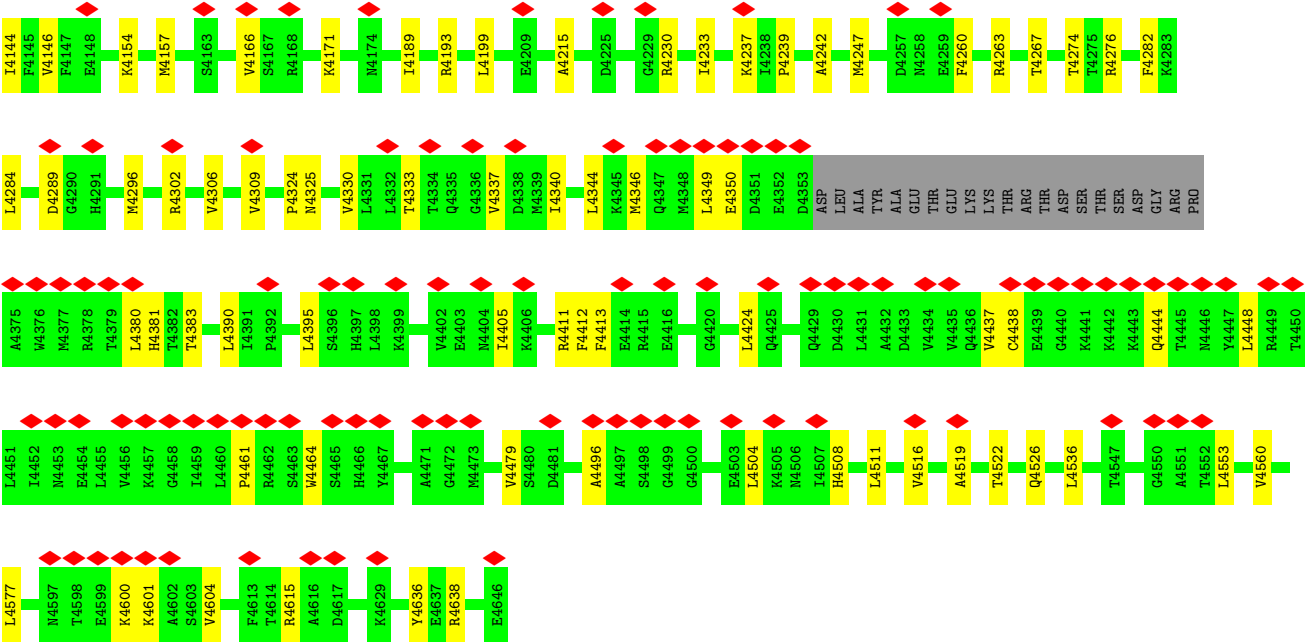 I4144 F4145 V4146 F4147 E4148 K4154 M4157 S4163 V4166 S4167 R4168 K4171 N4174 I4189 R4193 L4199 E4209 A4215 D4225 G4229 R4230 I4233 K4237 I4238 P4239 A4242 M4247 D4257 N4258 E4259 F4260 R4263 T4267 T4274 T4275 R4276 F4282 K4283
L4284 D4289 G4290 H4291 M4296 R4302 V4306 V4309 P4324 N4325 V4330 L4331 L4332 T4333 T4334 Q4335 G4336 V4337 D4338 M4339 I4340 L4344 K4345 M4346 Q4347 M4348 L4349 E4350 D4351 E4352 D4353 ASP LEU ALA TYR ALA GLU THR GLU LYS LYS THR ARG THR ASP SER THR SER ASP GLY ARG PRO
A4375 W4376 M4377 R4378 T4379 L4380 H4381 T4382 T4383 L4390 I4391 P4392 L4395 S4396 H4397 L4398 K4399 V4402 E4403 N4404 I4405 K4406 R4411 F4412 F4413 E4414 R4415 E4416 G4420 L4424 Q4425 Q4429 D4430 L4431 A4432 D4433 V4434 V4435 Q4436 V4437 C4438 E4439 G4440 K4441 K4442 K4443 Q4444 T4445 N4446 Y4447 L4448 R4449 T4450
L4451 I4452 N4453 E4454 L4455 V4456 K4457 G4458 I4459 L4460 P4461 R4462 S4463 W4464 S4465 H4466 Y4467 A4471 G4472 M4473 V4479 S4480 D4481 A4496 A4497 S4498 G4499 G4500 E4503 L4504 K4505 N4506 I4507 H4508 L4511 V4516 A4519 T4522 Q4526 L4536 T4547 G4550 A4551 T4552 L4553 V4560
L4577 N4597 T4598 E4599 K4600 K4601 A4602 S4603 V4604 F4613 T4614 R4615 A4616 D4617 K4629 Y4636 E4637 R4638 E4646